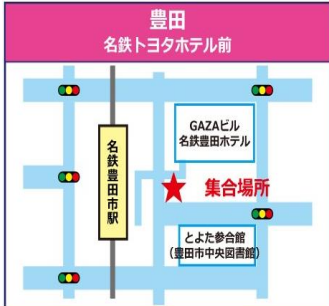 豊田
名鉄トヨタホテル前
GAZAビル
名鉄豊田ホテル
名鉄豊田市駅
集合場所
とよた参合館
(豊田市中央図書館)